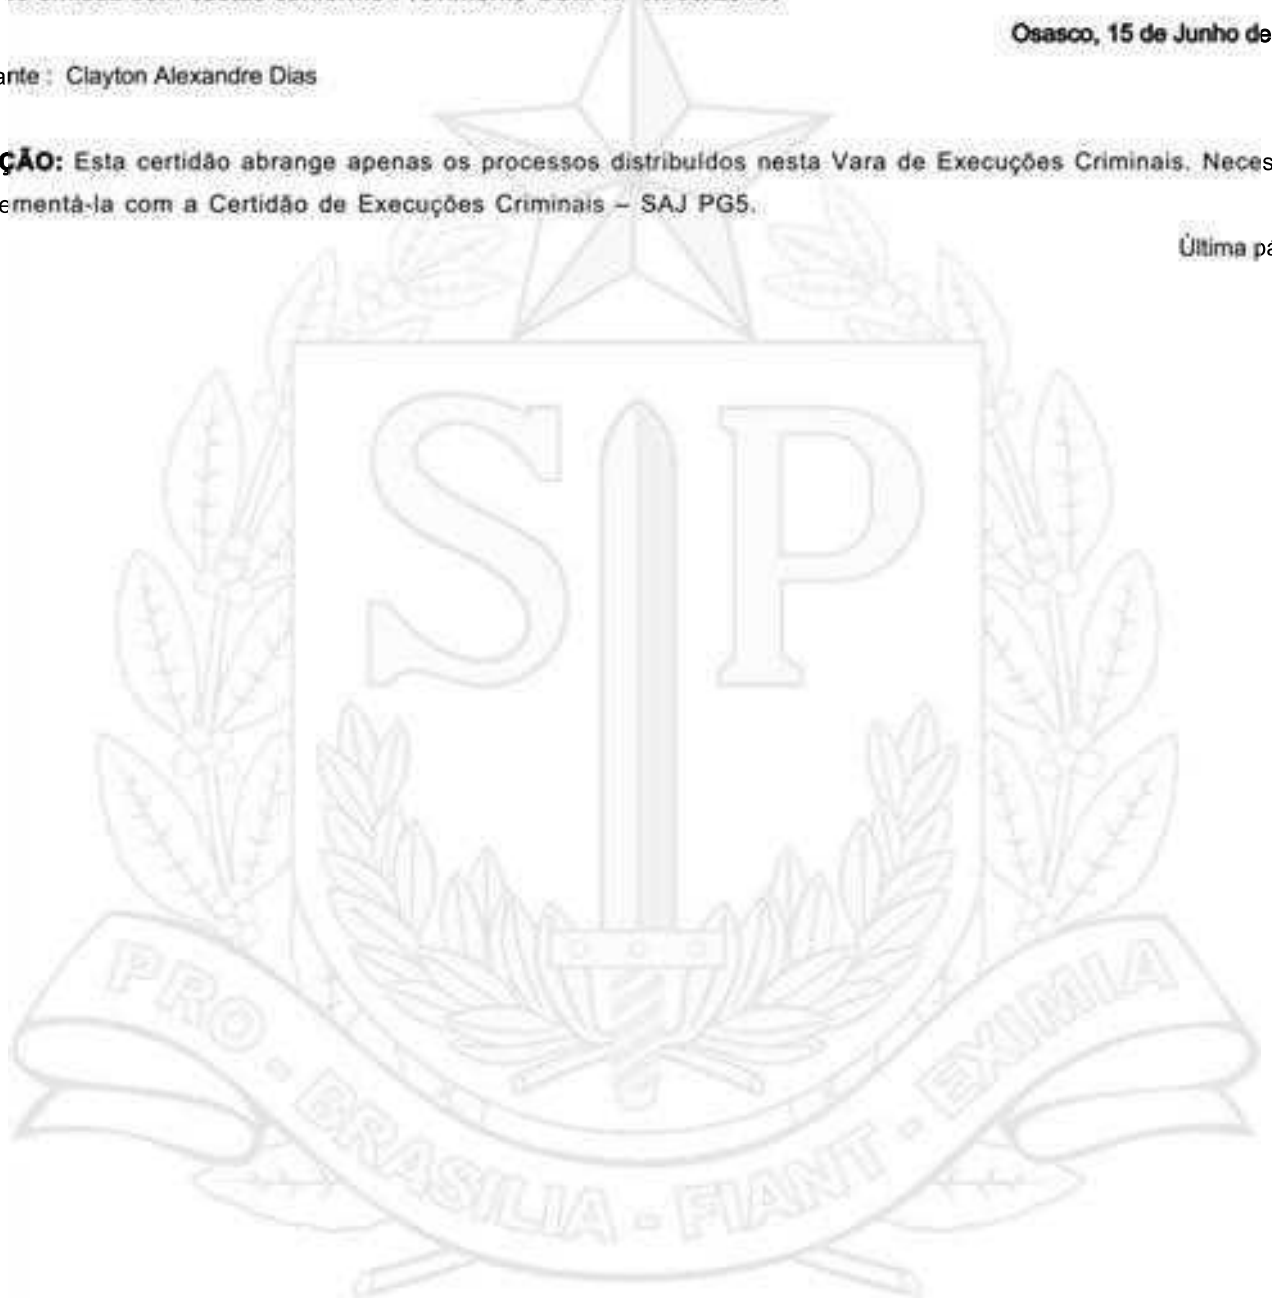 Osasco, 15 de Junho de
ante : Clayton Alexandre Dias
ÇÃO: Esta certidão abrange apenas os processos distribuídos nesta Vara de Execuções Criminais. Neces
ementá-la com a Certidão de Execuções Criminais – SAJ PG5.
Última pá
S P
PRO - BRASILIA - FIANT - EXIMIA